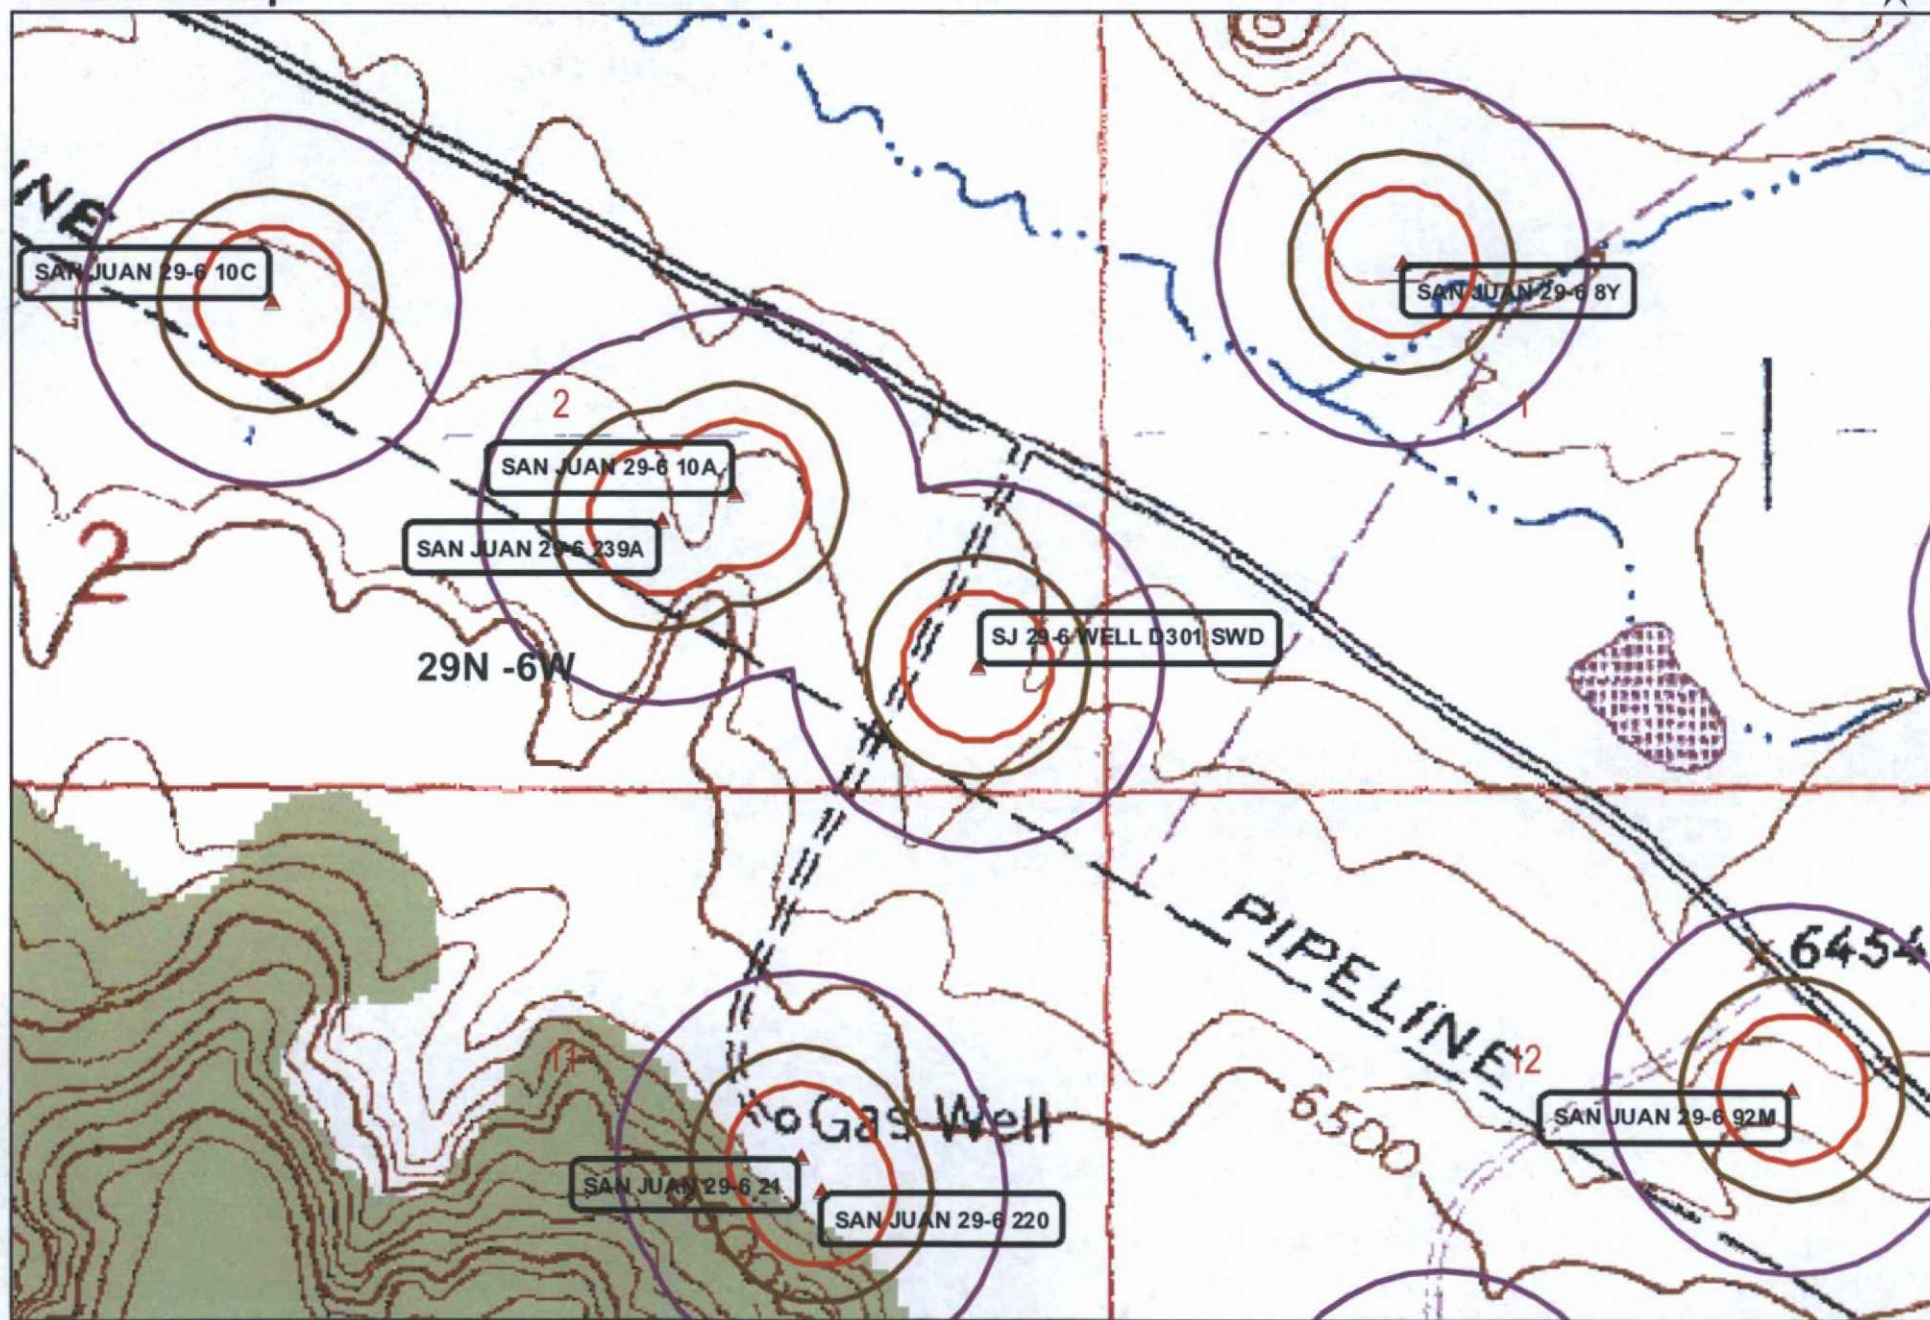 INE
SAN JUAN 29-6 10C
SAN JUAN 29-6 8Y
2
1
SAN JUAN 29-6 10A
SAN JUAN 29-6 239A
2
SJ 29-6 WELL D301 SWD
29N -6W
PIPELINE
6454
11
12
6500
Gas Well
SAN JUAN 29-6 92M
SAN JUAN 29-6 21
SAN JUAN 29-6 220